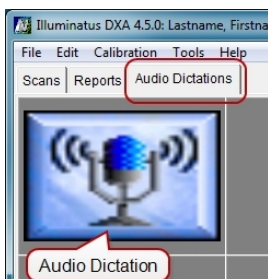 Illuminatus DXA 4.5.0: Lastname, Firstna
File Edit Calibration Tools Help
Scans Reports Audio Dictations
Audio Dictation